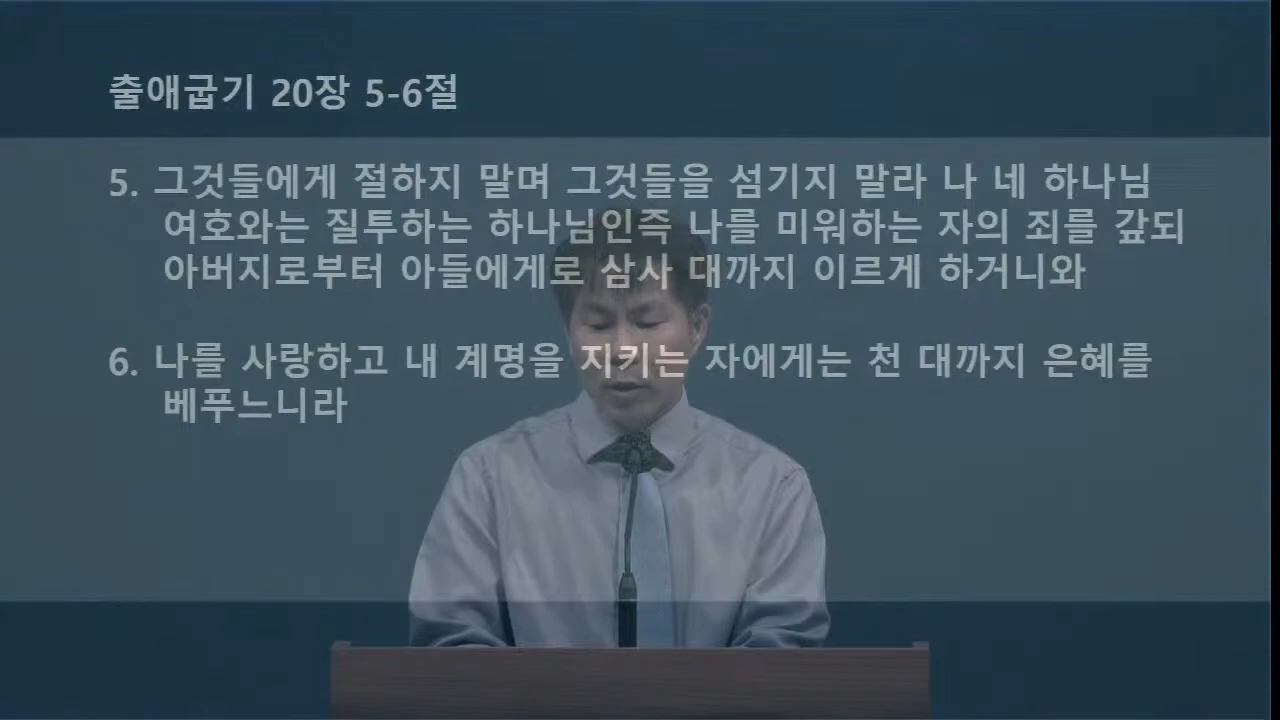 출애굽기 20장 5-6절
5. 그것들에게 절하지 말며 그것들을 섬기지 말라 나 네 하나님
여호와는 질투하는 하나님인즉 나를 미워하는 자의 죄를 갚되
아버지로부터 아들에게로 삼사 대까지 이르게 하거니와
6. 나를 사랑하고 내 계명을 지키는 자에게는 천 대까지 은혜를
베푸느니라